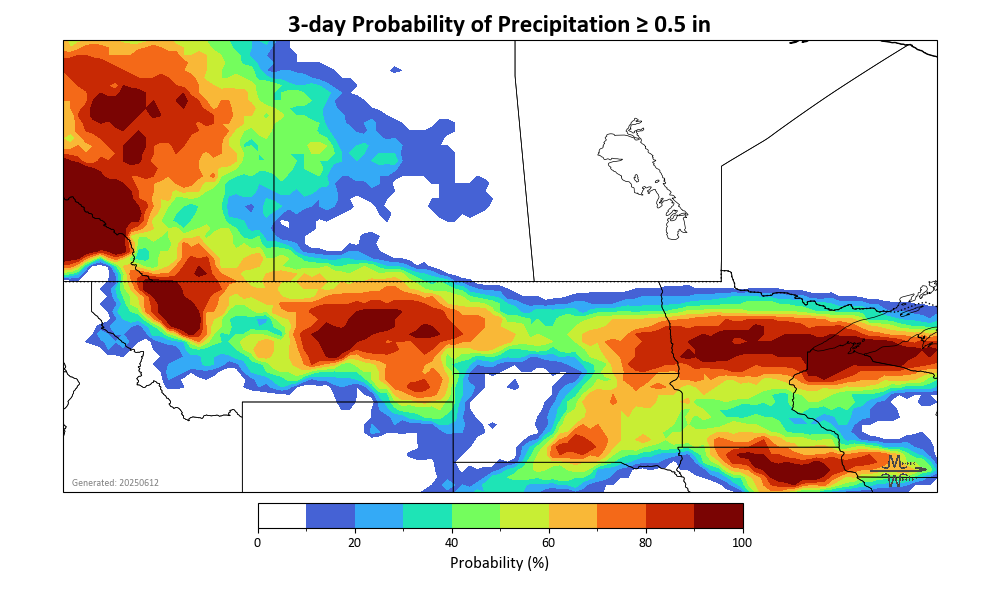 3-day Probability of Precipitation ≥ 0.5 in
Generated: 20250612
0 20 40 60 80 100
Probability (%)